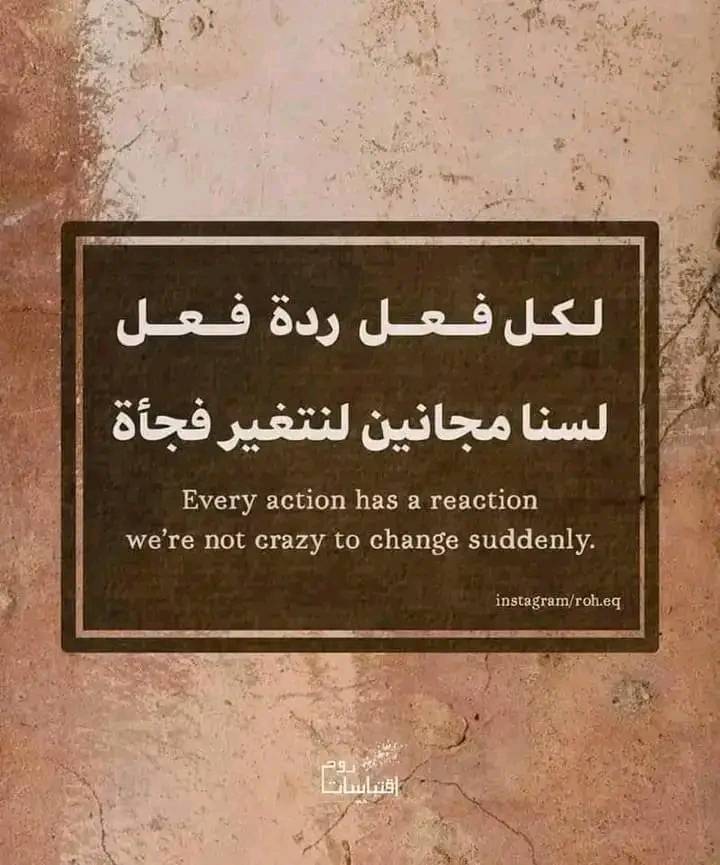 لكل فعل ردة فعل
لسنا مجانين لنتغير فجأة
Every action has a reaction
we're not crazy to change suddenly.
instagram/roh.eq
روح
اقتباسات